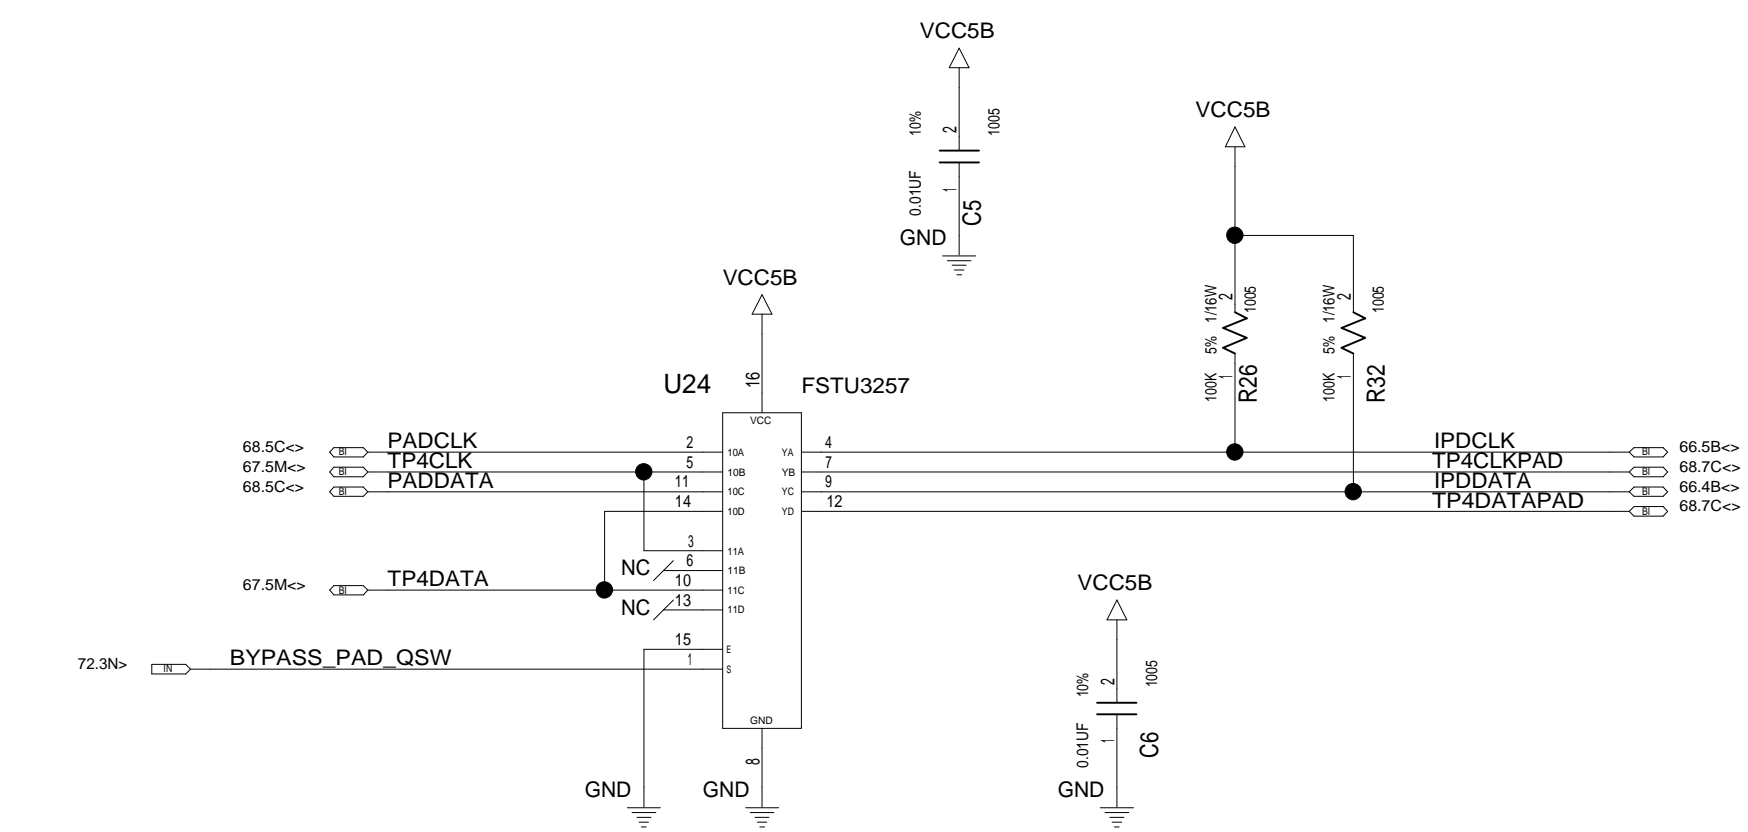 VCC5B
10%
2
1005
0.01UF
1
C5
GND
VCC5B
1/16W
2
1005
5%
100K
1
R26
1/16W
2
1005
5%
100K
1
R32
VCC5B
U24
16
FSTU3257
VCC
68.5C<> BI PADCLK 2 10A YA 4 IPDCLK BI 66.5B<>
67.5M<> BI TP4CLK 5 10B YB 7 TP4CLKPAD BI 68.7C<>
68.5C<> BI PADDATA 11 10C YC 9 IPDDATA BI 66.4B<>
14 10D YD 12 TP4DATAPAD BI 68.7C<>
3 11A
NC 6 11B
67.5M<> BI TP4DATA 10 11C
NC 13 11D
15 E
72.3N> IN BYPASS_PAD_QSW 1 S
GND
8
GND
GND
VCC5B
10%
2
1005
0.01UF
1
C6
GND